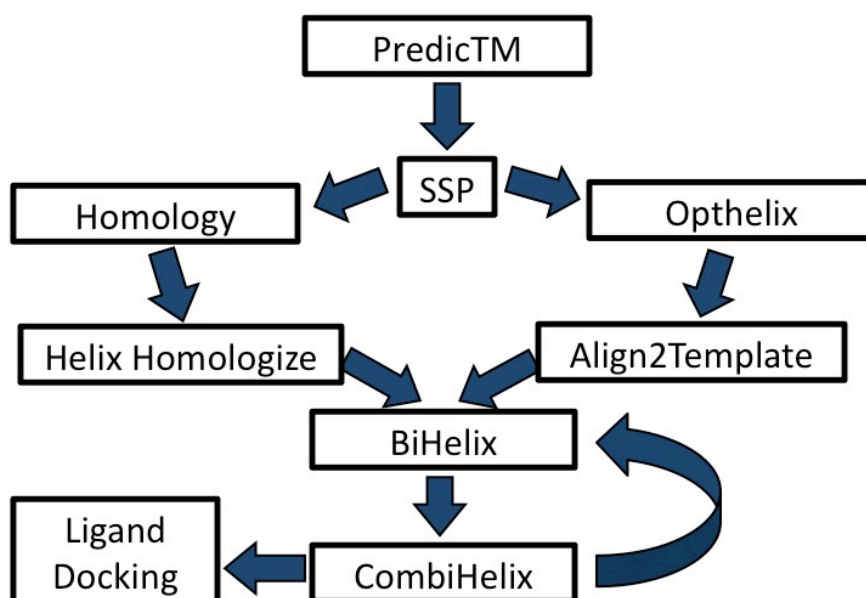 PredicTM
SSP
Homology
Opthelix
Helix Homologize
Align2Template
BiHelix
Ligand
Docking
CombiHelix